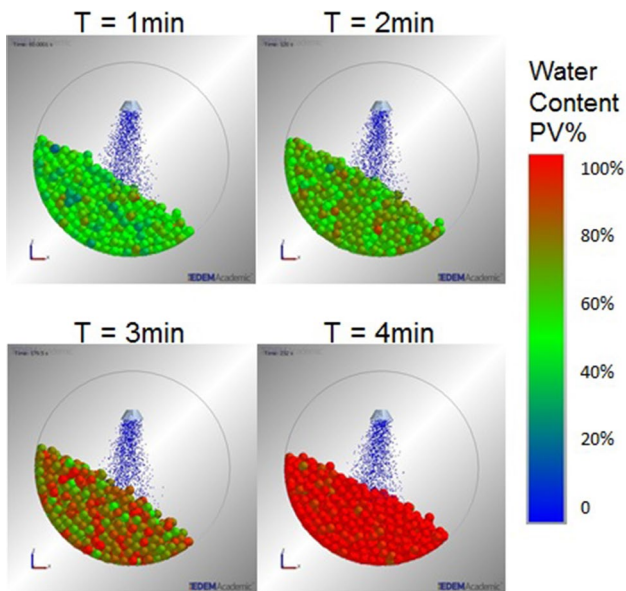 T = 1min
T = 2min
Water
Content
PV%
100%
80%
60%
40%
20%
0
EDEMAcademic
EDEMAcademic
T = 3min
T = 4min
EDEMAcademic
EDEMAcademic